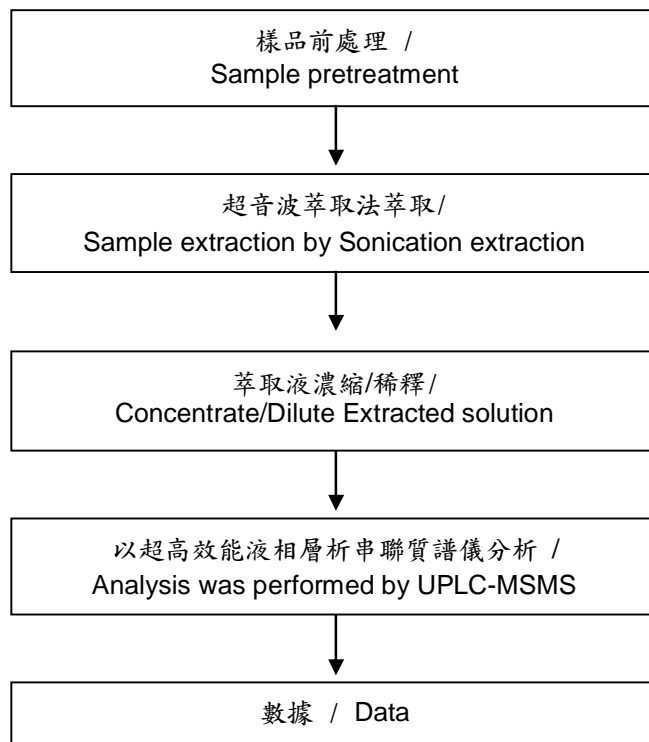 樣品前處理 /
Sample pretreatment
超音波萃取法萃取/
Sample extraction by Sonication extraction
萃取液濃縮/稀釋/
Concentrate/Dilute Extracted solution
以超高效能液相層析串聯質譜儀分析 /
Analysis was performed by UPLC-MSMS
數據 / Data